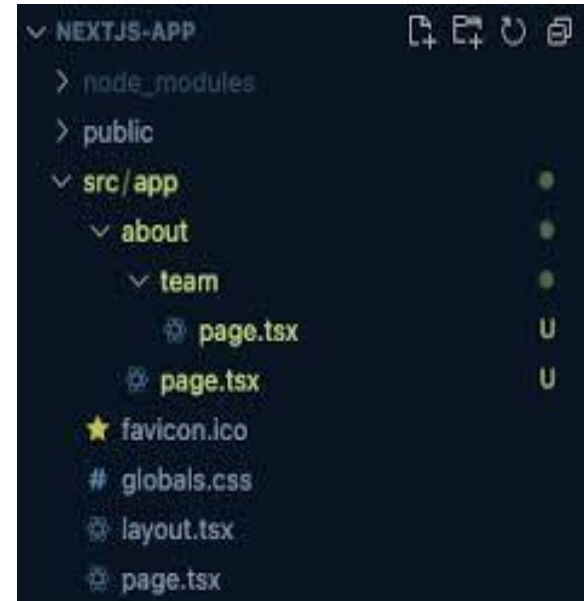 NEXTJS-APP
node_modules
public
src/app
about
team
page.tsx U
page.tsx U
favicon.ico
globals.css
layout.tsx
page.tsx